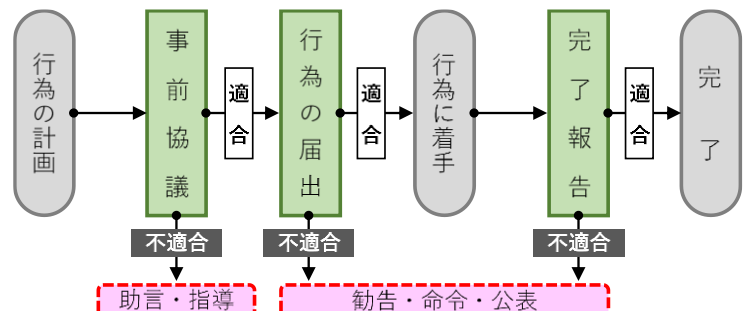 行為の計画
事前協議
適合
行為の届出
適合
行為に着手
完了報告
適合
完了
不適合
不適合
不適合
助言・指導
勧告・命令・公表